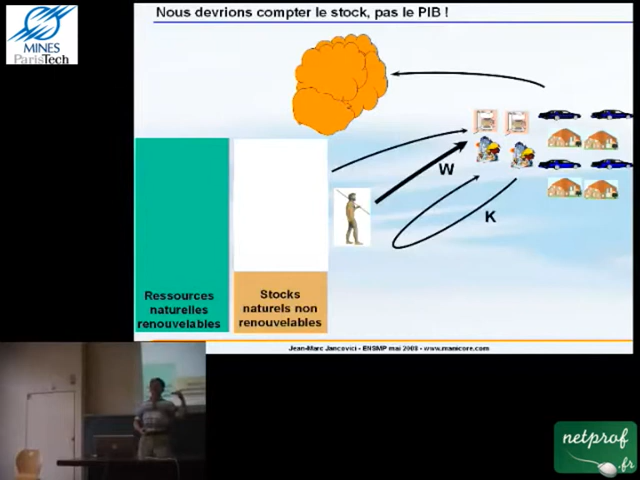 Nous devrions compter le stock, pas le PIB !
MINES
ParisTech
W
K
Ressources
naturelles
renouvelables
Stocks
naturels non
renouvelables
Jean-Marc Jancovici - ENSMP mai 2008 - www.manicore.com
netprof
.fr